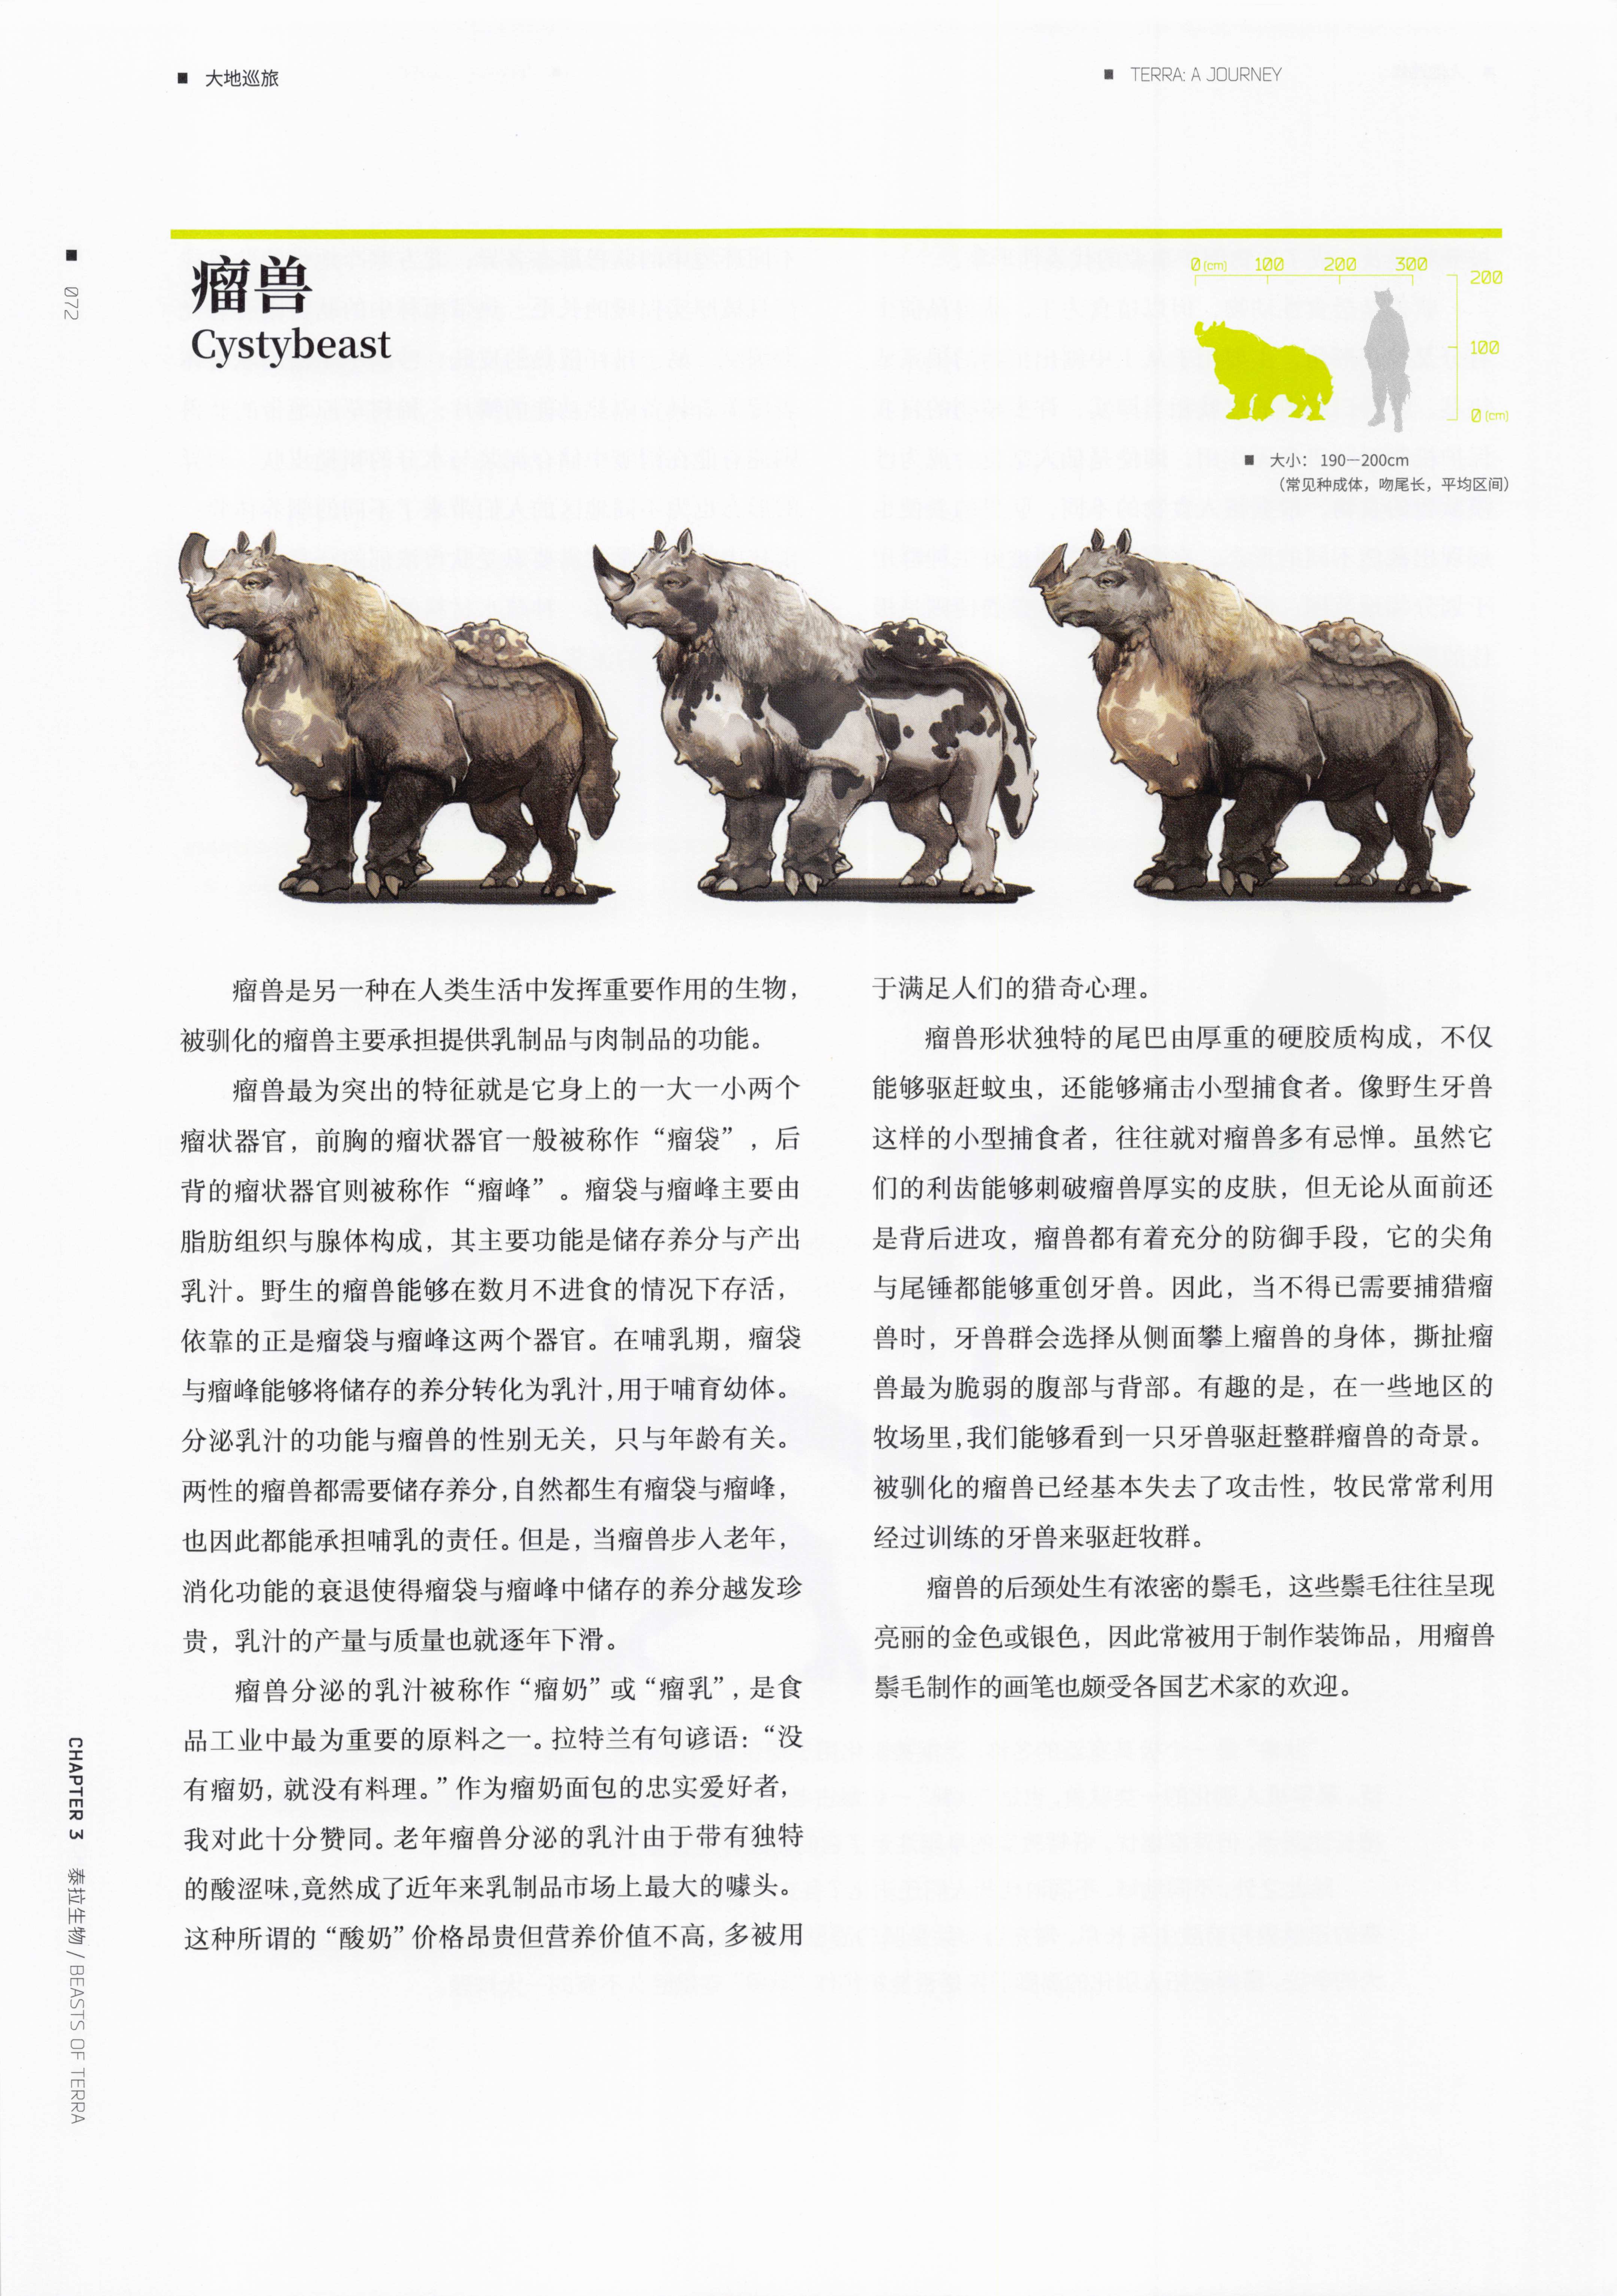 大地巡旅
TERRA: A JOURNEY
072
瘤兽
Cystybeast
0 (cm) 100 200 300
200
100
0 (cm)
大小：190—200cm
（常见种成体，吻尾长，平均区间）
瘤兽是另一种在人类生活中发挥重要作用的生物，
被驯化的瘤兽主要承担提供乳制品与肉制品的功能。
瘤兽最为突出的特征就是它身上的一大一小两个
瘤状器官，前胸的瘤状器官一般被称作“瘤袋”，后
背的瘤状器官则被称作“瘤峰”。瘤袋与瘤峰主要由
脂肪组织与腺体构成，其主要功能是储存养分与产出
乳汁。野生的瘤兽能够在数月不进食的情况下存活，
依靠的正是瘤袋与瘤峰这两个器官。在哺乳期，瘤袋
与瘤峰能够将储存的养分转化为乳汁，用于哺育幼体。
分泌乳汁的功能与瘤兽的性别无关，只与年龄有关。
两性的瘤兽都需要储存养分，自然都生有瘤袋与瘤峰，
也因此都能承担哺乳的责任。但是，当瘤兽步入老年，
消化功能的衰退使得瘤袋与瘤峰中储存的养分越发珍
贵，乳汁的产量与质量也就逐年下滑。
瘤兽分泌的乳汁被称作“瘤奶”或“瘤乳”，是食
品工业中最为重要的原料之一。拉特兰有句谚语：“没
有瘤奶，就没有料理。”作为瘤奶面包的忠实爱好者，
我对此十分赞同。老年瘤兽分泌的乳汁由于带有独特
的酸涩味，竟然成了近年来乳制品市场上最大的噱头。
这种所谓的“酸奶”价格昂贵但营养价值不高，多被用
于满足人们的猎奇心理。
瘤兽形状独特的尾巴由厚重的硬胶质构成，不仅
能够驱赶蚊虫，还能够痛击小型捕食者。像野生牙兽
这样的小型捕食者，往往就对瘤兽多有忌惮。虽然它
们的利齿能够刺破瘤兽厚实的皮肤，但无论从面前还
是背后进攻，瘤兽都有着充分的防御手段，它的尖角
与尾锤都能够重创牙兽。因此，当不得已需要捕猎瘤
兽时，牙兽群会选择从侧面攀上瘤兽的身体，撕扯瘤
兽最为脆弱的腹部与背部。有趣的是，在一些地区的
牧场里，我们能够看到一只牙兽驱赶整群瘤兽的奇景。
被驯化的瘤兽已经基本失去了攻击性，牧民常常利用
经过训练的牙兽来驱赶牧群。
瘤兽的后颈处生有浓密的鬃毛，这些鬃毛往往呈现
亮丽的金色或银色，因此常被用于制作装饰品，用瘤兽
鬃毛制作的画笔也颇受各国艺术家的欢迎。
CHAPTER 3 泰拉生物 / BEASTS OF TERRA